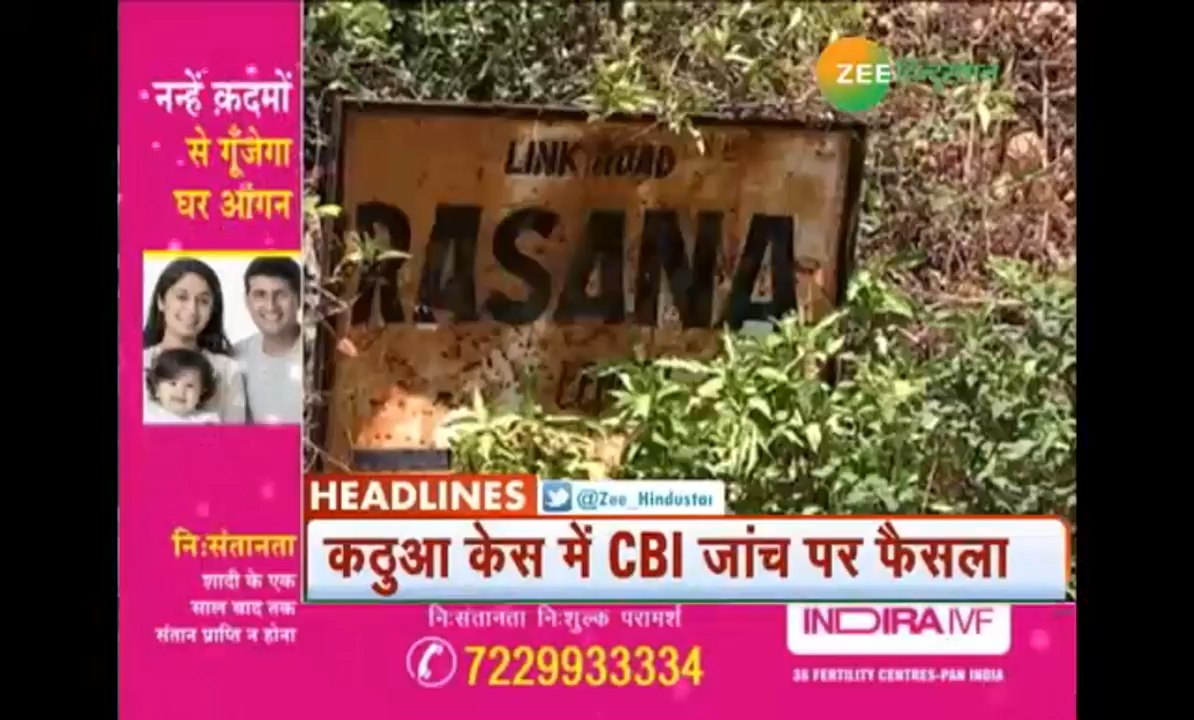 नन्हें क़दमों
से गूँजेगा
घर आँगन
ZEE हिन्दुस्तान
LINK ROAD
RASANA
HEADLINES
@Zee_Hindustan
कठुआ केस में CBI जांच पर फैसला
निःसंतानता
शादी के एक
साल बाद तक
संतान प्राप्ति न होना
निःसंतानता निःशुल्क परामर्श
7229933334
INDIRA IVF
36 FERTILITY CENTRES-PAN INDIA